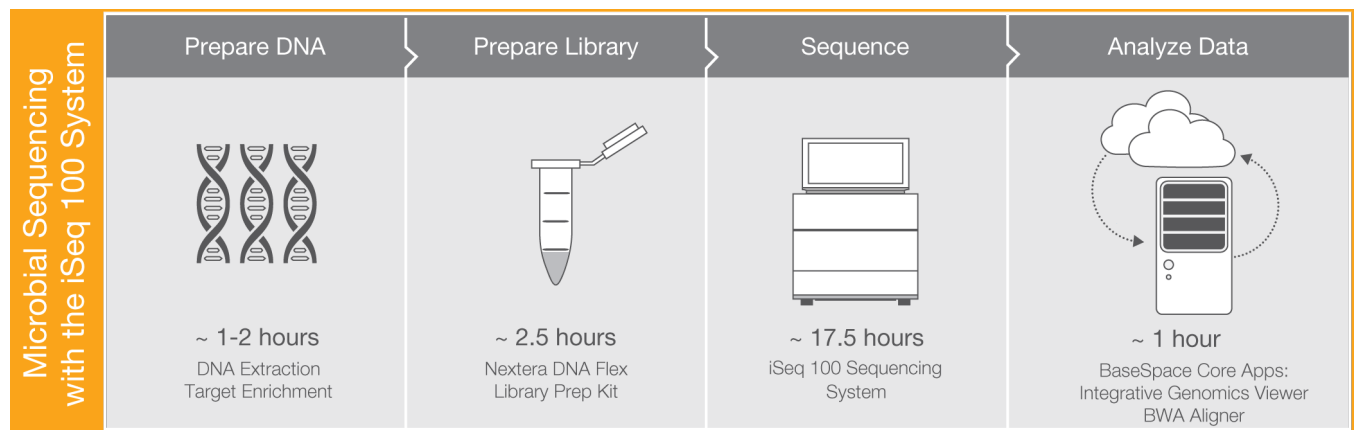 Microbial Sequencing
with the iSeq 100 System
Prepare DNA
~ 1-2 hours
DNA Extraction
Target Enrichment
Prepare Library
~ 2.5 hours
Nextera DNA Flex
Library Prep Kit
Sequence
~ 17.5 hours
iSeq 100 Sequencing
System
Analyze Data
~ 1 hour
BaseSpace Core Apps:
Integrative Genomics Viewer
BWA Aligner